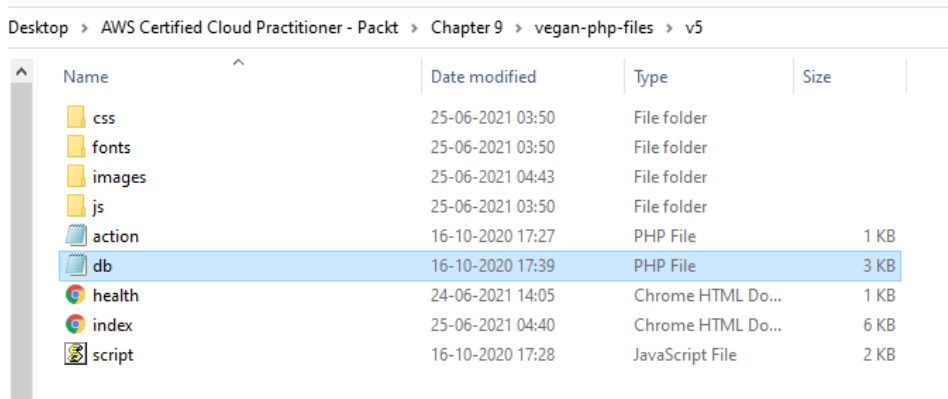 Desktop > AWS Certified Cloud Practitioner - Packt > Chapter 9 > vegan-php-files > v5
Name Date modified Type Size
css 25-06-2021 03:50 File folder
fonts 25-06-2021 03:50 File folder
images 25-06-2021 04:43 File folder
js 25-06-2021 03:50 File folder
action 16-10-2020 17:27 PHP File 1 KB
db 16-10-2020 17:39 PHP File 3 KB
health 24-06-2021 14:05 Chrome HTML Do... 1 KB
index 25-06-2021 04:40 Chrome HTML Do... 6 KB
script 16-10-2020 17:28 JavaScript File 2 KB